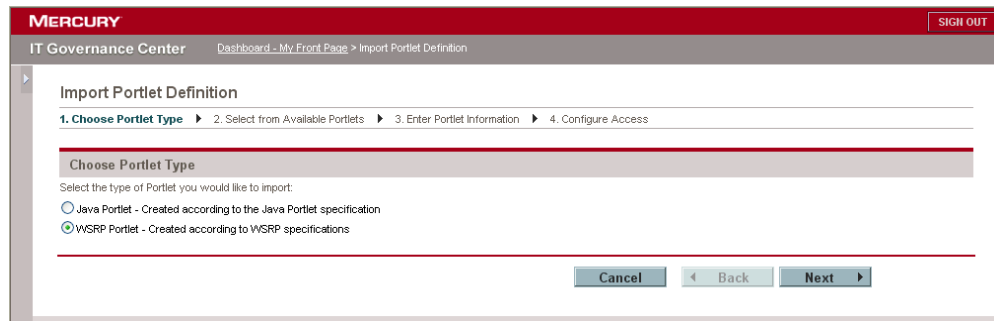 MERCURY
SIGN OUT
IT Governance Center
Dashboard - My Front Page > Import Portlet Definition
Import Portlet Definition
1. Choose Portlet Type 2. Select from Available Portlets 3. Enter Portlet Information 4. Configure Access
Choose Portlet Type
Select the type of Portlet you would like to import:
Java Portlet - Created according to the Java Portlet specification
WSRP Portlet - Created according to WSRP specifications
Cancel Back Next